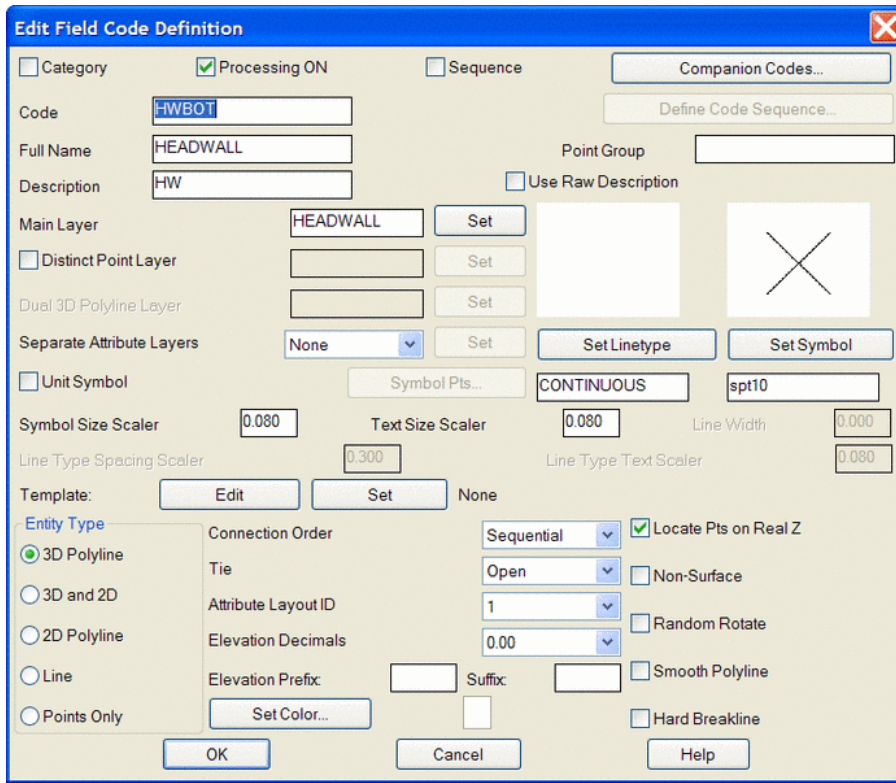 Edit Field Code Definition
Category Processing ON Sequence Companion Codes...
Code HWBOT Define Code Sequence...
Full Name HEADWALL Point Group
Description HW Use Raw Description
Main Layer HEADWALL Set
Distinct Point Layer Set
Dual 3D Polyline Layer Set
Separate Attribute Layers None Set Set Linetype Set Symbol
Unit Symbol Symbol Pts... CONTINUOUS spt10
Symbol Size Scaler 0.080 Text Size Scaler 0.080 Line Width 0.000
Line Type Spacing Scaler 0.300 Line Type Text Scaler 0.080
Template: Edit Set None
Entity Type
Connection Order Sequential Locate Pts on Real Z
3D Polyline
Tie Open Non-Surface
3D and 2D
Attribute Layout ID 1 Random Rotate
2D Polyline
Elevation Decimals 0.00
Line
Elevation Prefix: Suffix: Smooth Polyline
Points Only Set Color... Hard Breakline
OK Cancel Help